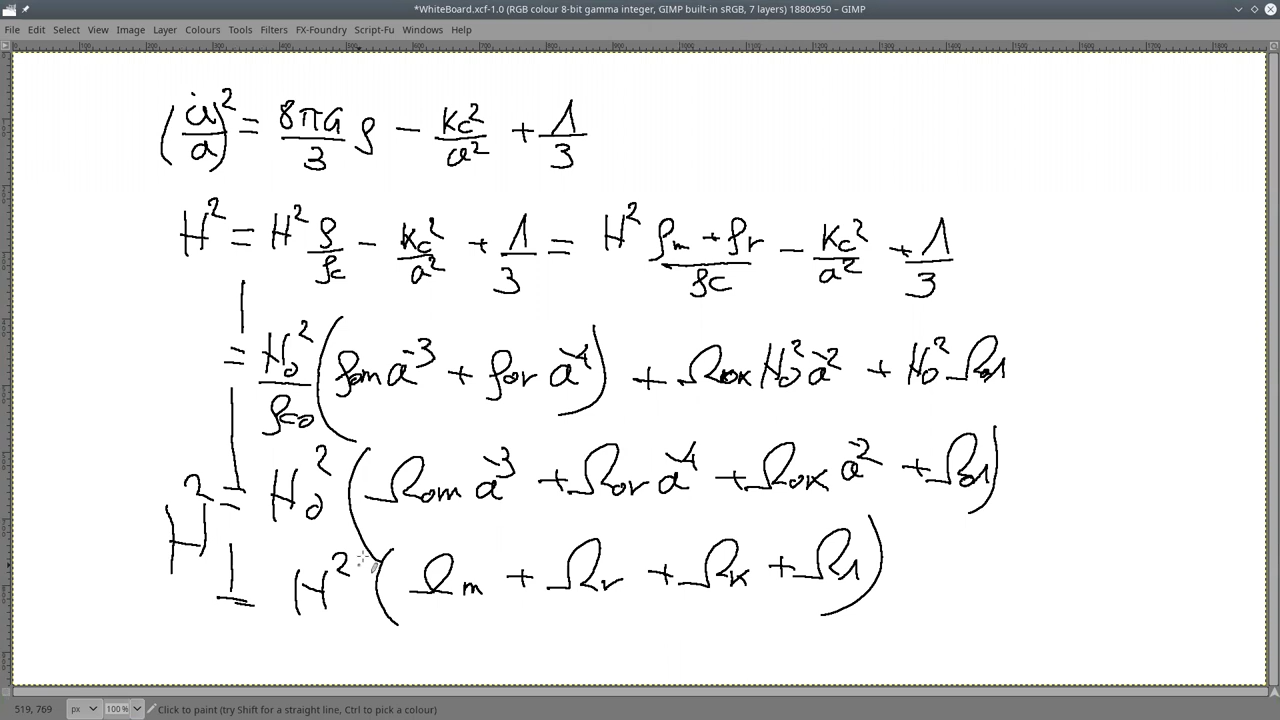 *WhiteBoard.xcf-1.0 (RGB colour 8-bit gamma integer, GIMP built-in sRGB, 7 layers) 1880x950 – GIMP
File Edit Select View Image Layer Colours Tools Filters FX-Foundry Script-Fu Windows Help
(ȧ/a)² = 8πG/3 ρ − kc²/a² + Λ/3
H² = H² ρ/ρc − kc²/a² + Λ/3 = H² (ρm + ρr)/ρc − kc²/a² + Λ/3
= H₀²/ρc₀ (ρ₀m a⁻³ + ρ₀r a⁻⁴) + Ω₀k H₀² a⁻² + H₀² Ω₀Λ
H² = H₀² (Ω₀m a⁻³ + Ω₀r a⁻⁴ + Ω₀k a⁻² + Ω₀Λ)
= H² (Ωm + Ωr + Ωk + ΩΛ)
519, 769 px 100% Click to paint (try Shift for a straight line, Ctrl to pick a colour)